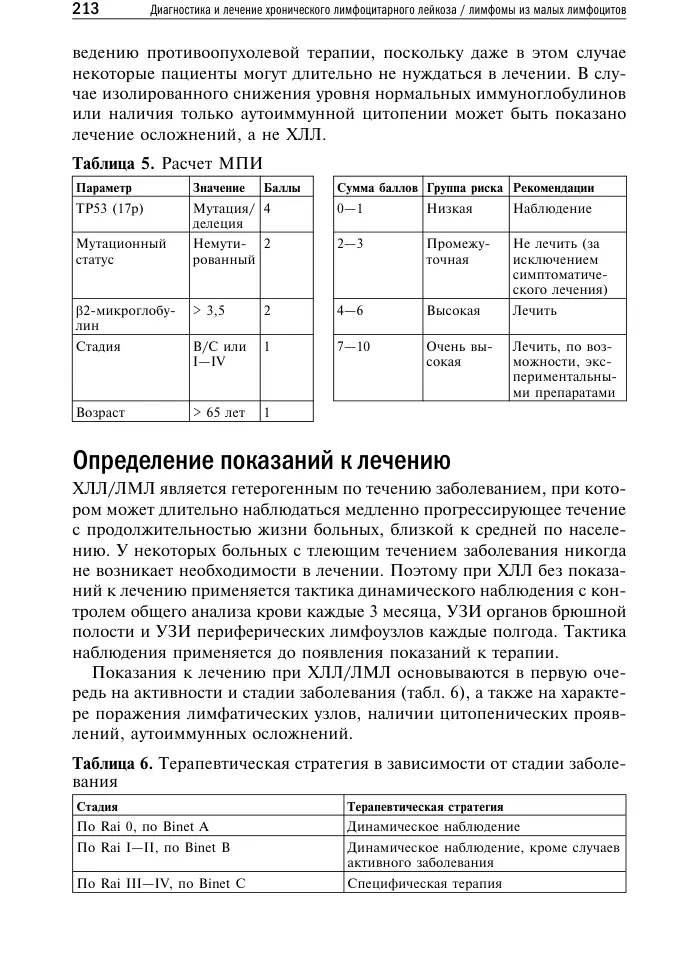 213 Диагностика и лечение хронического лимфоцитарного лейкоза / лимфомы из малых лимфоцитов
ведению противоопухолевой терапии, поскольку даже в этом случае
некоторые пациенты могут длительно не нуждаться в лечении. В слу-
чае изолированного снижения уровня нормальных иммуноглобулинов
или наличия только аутоиммунной цитопении может быть показано
лечение осложнений, а не ХЛЛ.
Таблица 5. Расчет МПИ
Параметр Значение Баллы
TP53 (17p) Мутация/ 4
делеция
Мутационный Немути- 2
статус рованный
β2-микроглобу- > 3,5 2
лин
Стадия B/C или 1
I—IV
Возраст > 65 лет 1
Сумма баллов Группа риска Рекомендации
0—1 Низкая Наблюдение
2—3 Промежу- Не лечить (за
точная исключением
симптоматиче-
ского лечения)
4—6 Высокая Лечить
7—10 Очень вы- Лечить, по воз-
сокая можности, экс-
периментальны-
ми препаратами
Определение показаний к лечению
ХЛЛ/ЛМЛ является гетерогенным по течению заболеванием, при кото-
ром может длительно наблюдаться медленно прогрессирующее течение
с продолжительностью жизни больных, близкой к средней по населе-
нию. У некоторых больных с тлеющим течением заболевания никогда
не возникает необходимости в лечении. Поэтому при ХЛЛ без показа-
ний к лечению применяется тактика динамического наблюдения с кон-
тролем общего анализа крови каждые 3 месяца, УЗИ органов брюшной
полости и УЗИ периферических лимфоузлов каждые полгода. Тактика
наблюдения применяется до появления показаний к терапии.
Показания к лечению при ХЛЛ/ЛМЛ основываются в первую оче-
редь на активности и стадии заболевания (табл. 6), а также на характе-
ре поражения лимфатических узлов, наличии цитопенических прояв-
лений, аутоиммунных осложнений.
Таблица 6. Терапевтическая стратегия в зависимости от стадии заболе-
вания
Стадия Терапевтическая стратегия
По Rai 0, по Binet A Динамическое наблюдение
По Rai I—II, по Binet B Динамическое наблюдение, кроме случаев
активного заболевания
По Rai III—IV, по Binet C Специфическая терапия